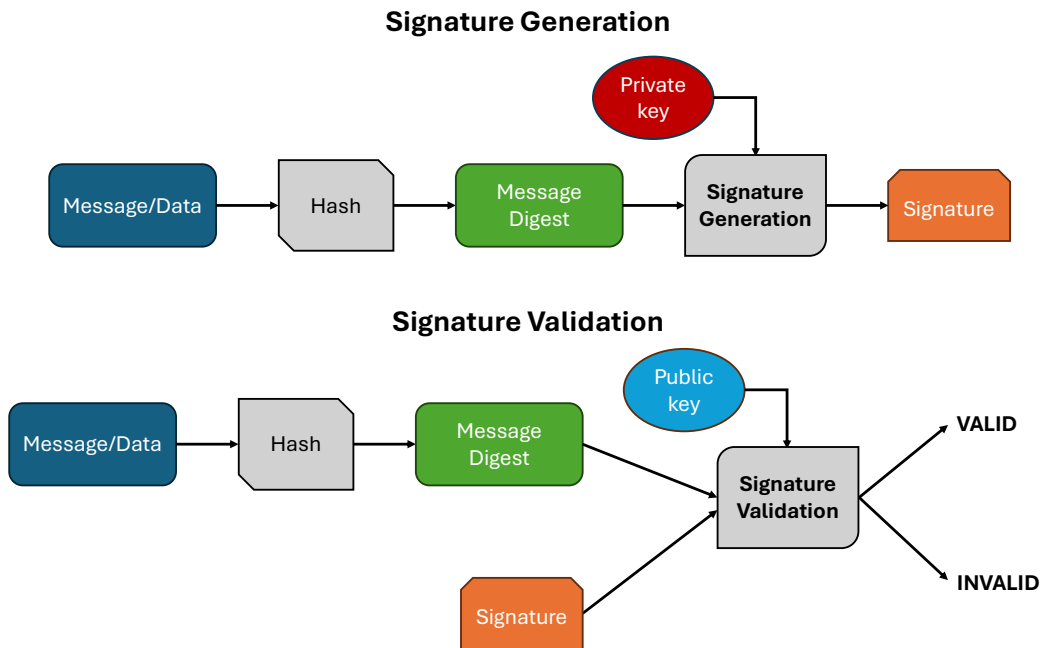 Signature Generation
Private
key
Message/Data
Hash
Message
Digest
Signature
Generation
Signature
Signature Validation
Public
key
Message/Data
Hash
Message
Digest
Signature
Validation
VALID
INVALID
Signature